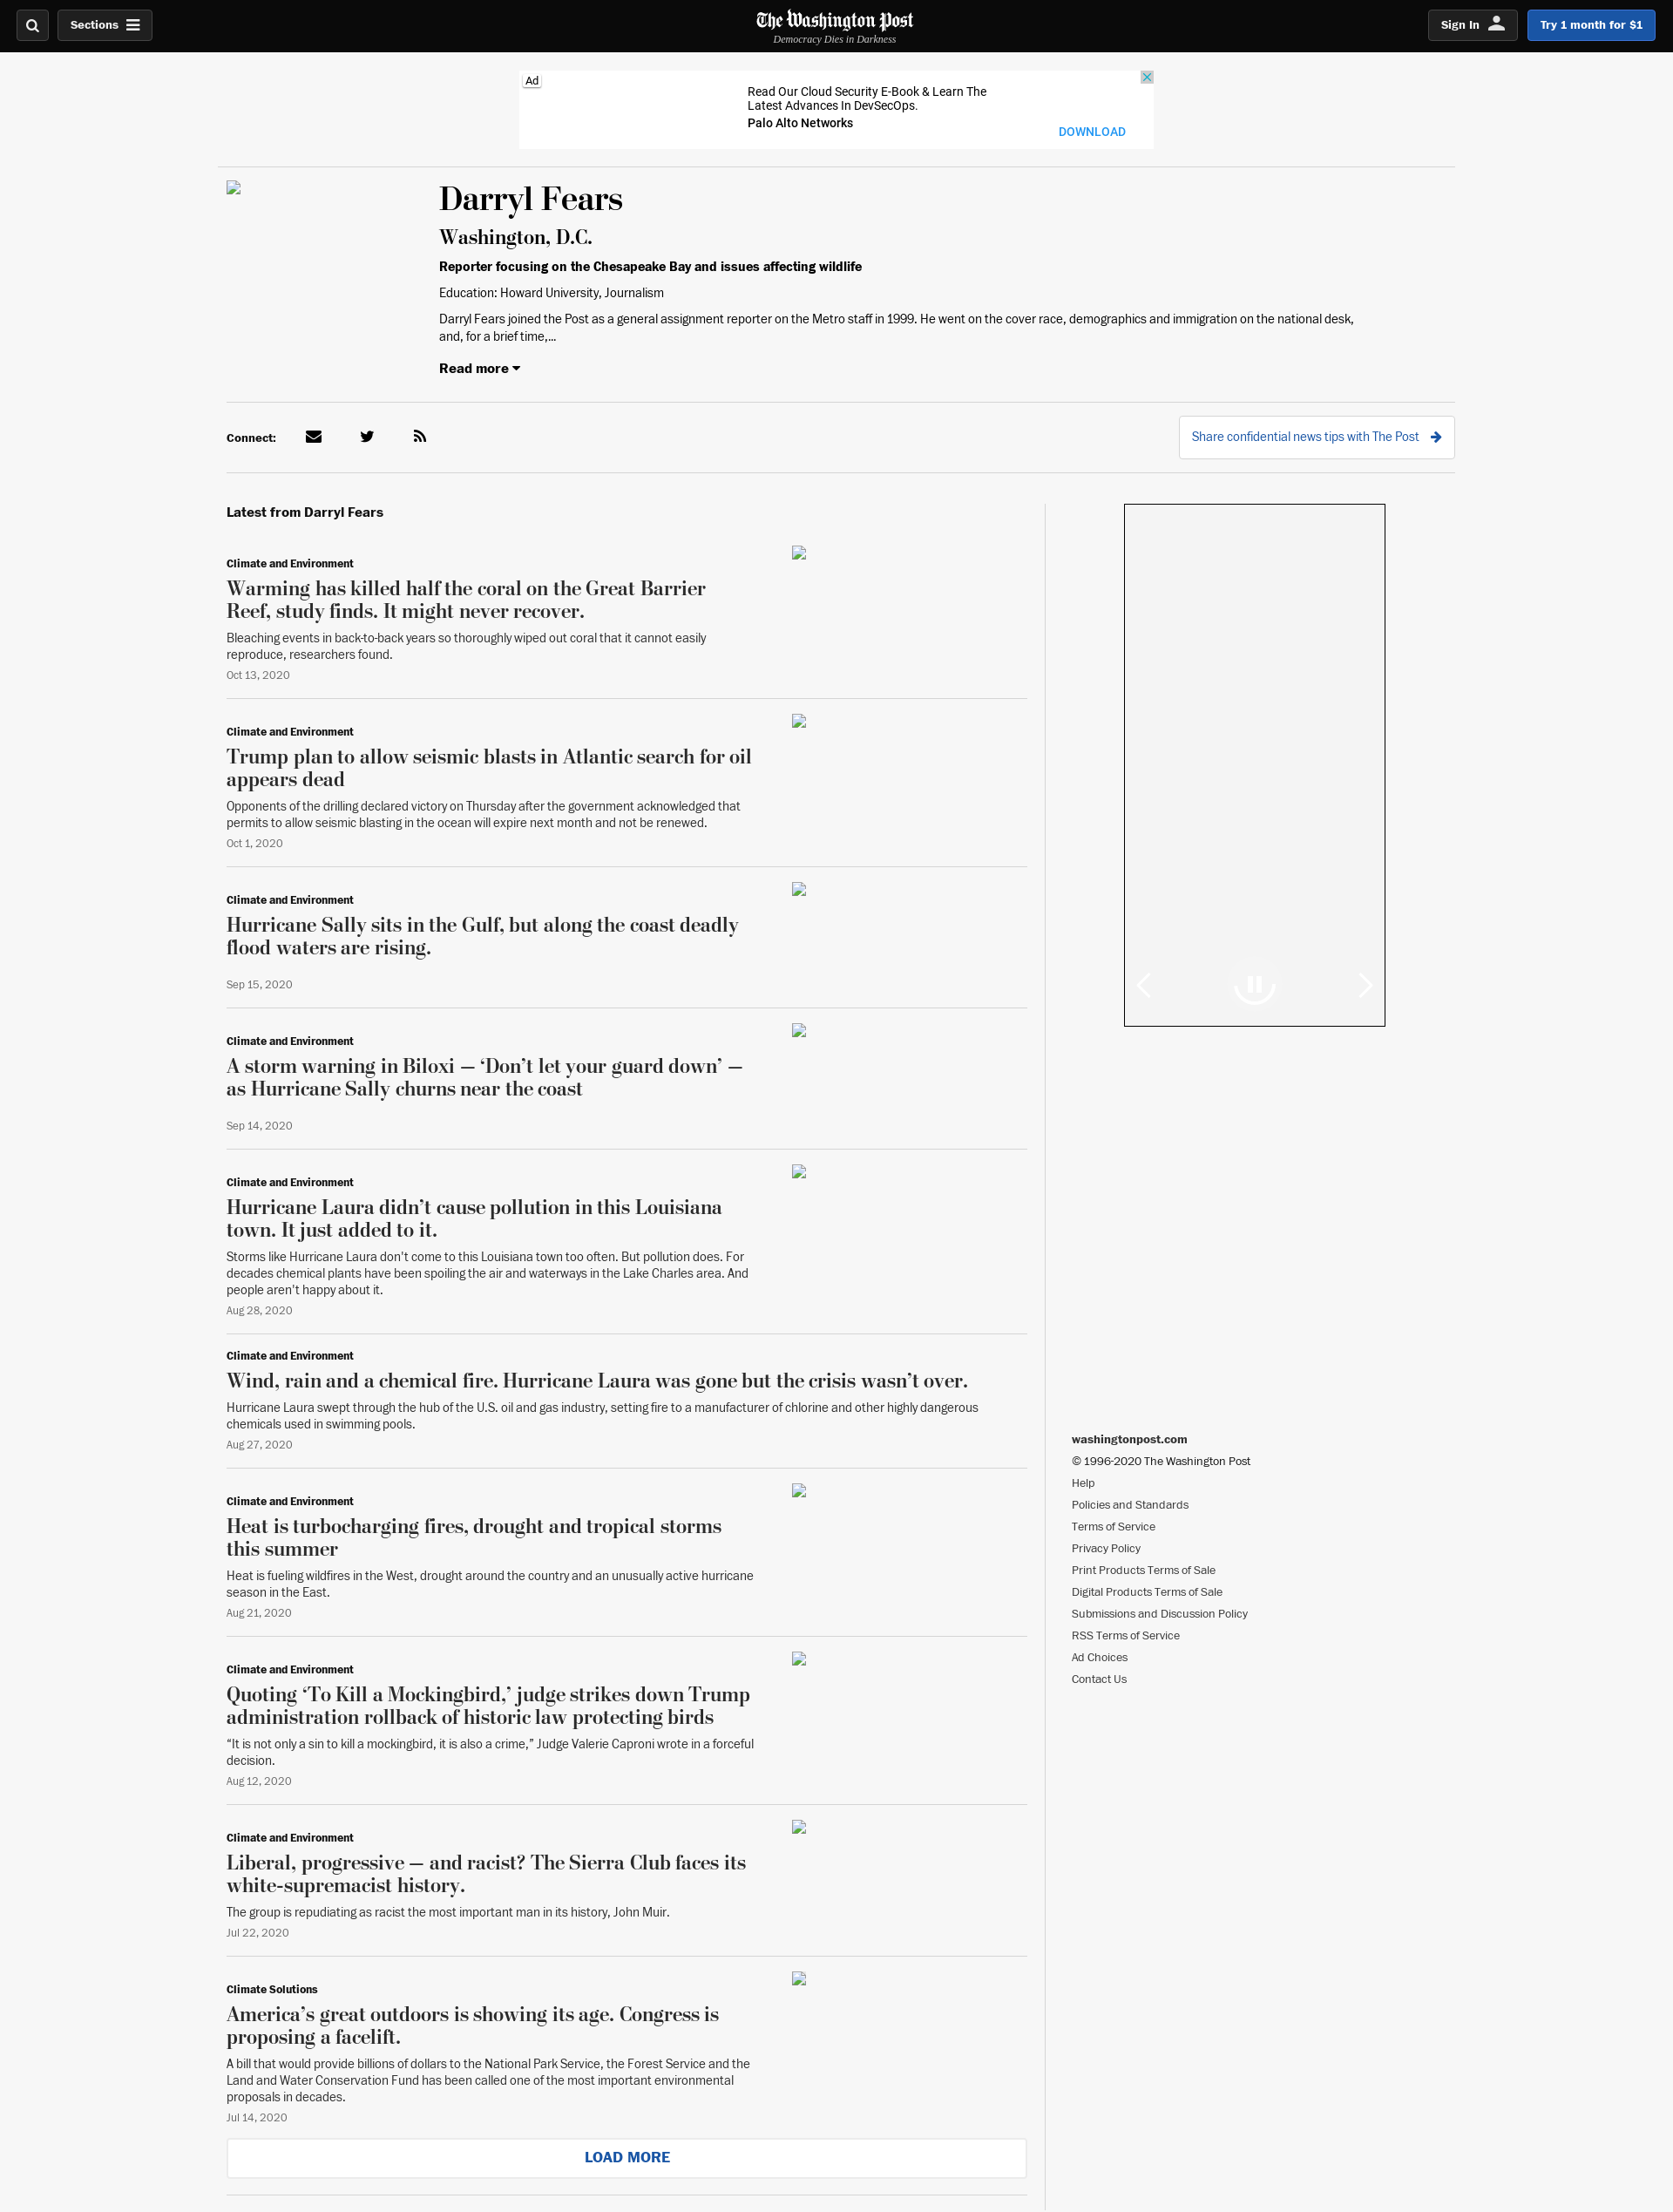 Sections
The Washington Post
Democracy Dies in Darkness
Sign In
Try 1 month for $1
Ad
Read Our Cloud Security E-Book & Learn The
Latest Advances In DevSecOps.
Palo Alto Networks
DOWNLOAD
Darryl Fears
Washington, D.C.
Reporter focusing on the Chesapeake Bay and issues affecting wildlife
Education: Howard University, Journalism
Darryl Fears joined the Post as a general assignment reporter on the Metro staff in 1999. He went on the cover race, demographics and immigration on the national desk,
and, for a brief time,...
Read more
Connect:
Share confidential news tips with The Post
Latest from Darryl Fears
Climate and Environment
Warming has killed half the coral on the Great Barrier
Reef, study finds. It might never recover.
Bleaching events in back-to-back years so thoroughly wiped out coral that it cannot easily
reproduce, researchers found.
Oct 13, 2020
Climate and Environment
Trump plan to allow seismic blasts in Atlantic search for oil
appears dead
Opponents of the drilling declared victory on Thursday after the government acknowledged that
permits to allow seismic blasting in the ocean will expire next month and not be renewed.
Oct 1, 2020
Climate and Environment
Hurricane Sally sits in the Gulf, but along the coast deadly
flood waters are rising.
Sep 15, 2020
Climate and Environment
A storm warning in Biloxi — ‘Don’t let your guard down’ —
as Hurricane Sally churns near the coast
Sep 14, 2020
Climate and Environment
Hurricane Laura didn’t cause pollution in this Louisiana
town. It just added to it.
Storms like Hurricane Laura don't come to this Louisiana town too often. But pollution does. For
decades chemical plants have been spoiling the air and waterways in the Lake Charles area. And
people aren't happy about it.
Aug 28, 2020
Climate and Environment
Wind, rain and a chemical fire. Hurricane Laura was gone but the crisis wasn’t over.
Hurricane Laura swept through the hub of the U.S. oil and gas industry, setting fire to a manufacturer of chlorine and other highly dangerous
chemicals used in swimming pools.
Aug 27, 2020
Climate and Environment
Heat is turbocharging fires, drought and tropical storms
this summer
Heat is fueling wildfires in the West, drought around the country and an unusually active hurricane
season in the East.
Aug 21, 2020
Climate and Environment
Quoting ‘To Kill a Mockingbird,’ judge strikes down Trump
administration rollback of historic law protecting birds
“It is not only a sin to kill a mockingbird, it is also a crime,” Judge Valerie Caproni wrote in a forceful
decision.
Aug 12, 2020
Climate and Environment
Liberal, progressive — and racist? The Sierra Club faces its
white-supremacist history.
The group is repudiating as racist the most important man in its history, John Muir.
Jul 22, 2020
Climate Solutions
America’s great outdoors is showing its age. Congress is
proposing a facelift.
A bill that would provide billions of dollars to the National Park Service, the Forest Service and the
Land and Water Conservation Fund has been called one of the most important environmental
proposals in decades.
Jul 14, 2020
LOAD MORE
washingtonpost.com
© 1996-2020 The Washington Post
Help
Policies and Standards
Terms of Service
Privacy Policy
Print Products Terms of Sale
Digital Products Terms of Sale
Submissions and Discussion Policy
RSS Terms of Service
Ad Choices
Contact Us